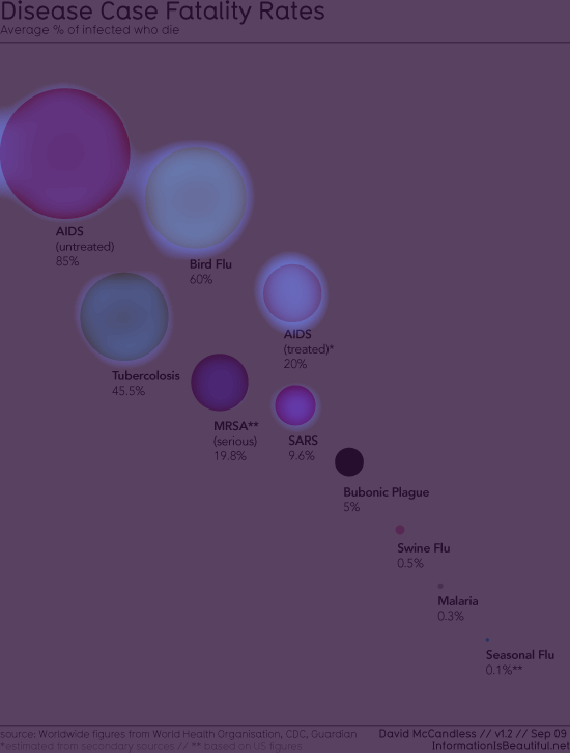 Disease Case Fatality Rates
Average % of infected who die
AIDS
(untreated)
85%
Bird Flu
60%
AIDS
(treated)*
20%
Tubercolosis
45.5%
MRSA**
(serious)
19.8%
SARS
9.6%
Bubonic Plague
5%
Swine Flu
0.5%
Malaria
0.3%
Seasonal Flu
0.1%**
source: Worldwide figures from World Health Organisation, CDC, Guardian
*estimated from secondary sources // ** based on US figures
David McCandless // v1.2 // Sep 09
InformationIsBeautiful.net